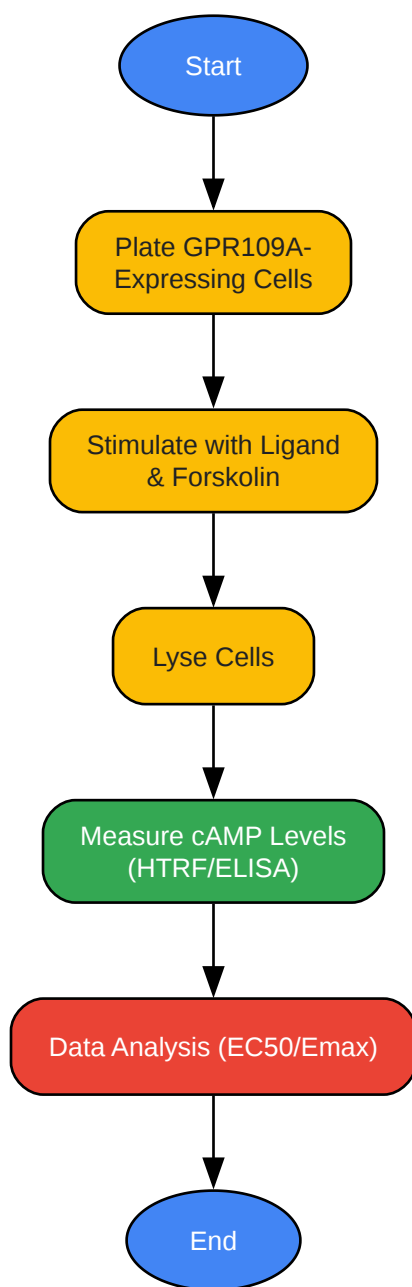 Start
Plate GPR109A-
Expressing Cells
Stimulate with Ligand
& Forskolin
Lyse Cells
Measure cAMP Levels
(HTRF/ELISA)
Data Analysis (EC50/Emax)
End